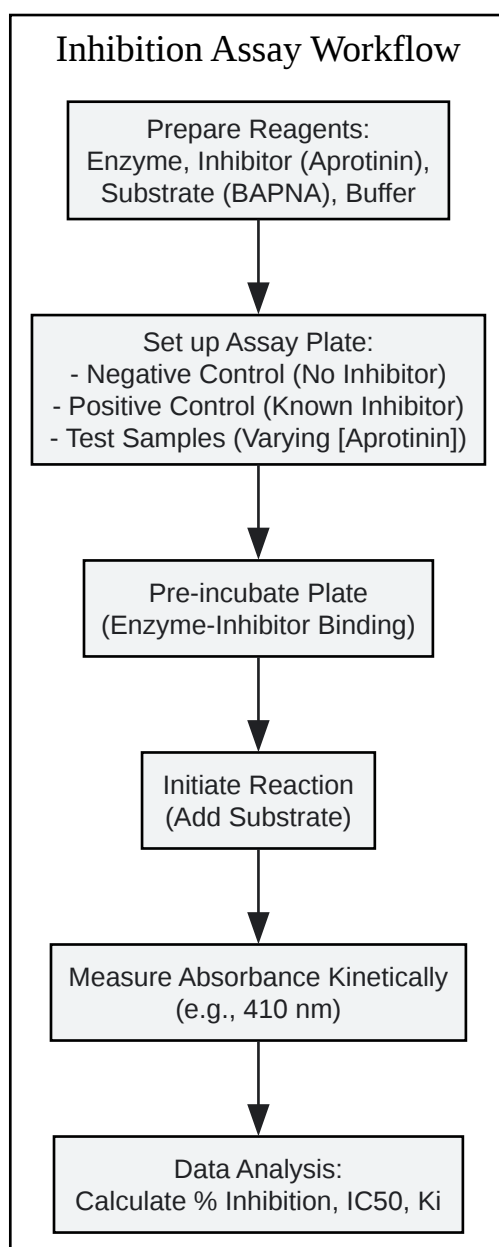 Inhibition Assay Workflow
Prepare Reagents:
Enzyme, Inhibitor (Aprotinin),
Substrate (BAPNA), Buffer
Set up Assay Plate:
- Negative Control (No Inhibitor)
- Positive Control (Known Inhibitor)
- Test Samples (Varying [Aprotinin])
Pre-incubate Plate
(Enzyme-Inhibitor Binding)
Initiate Reaction
(Add Substrate)
Measure Absorbance Kinetically
(e.g., 410 nm)
Data Analysis:
Calculate % Inhibition, IC50, Ki